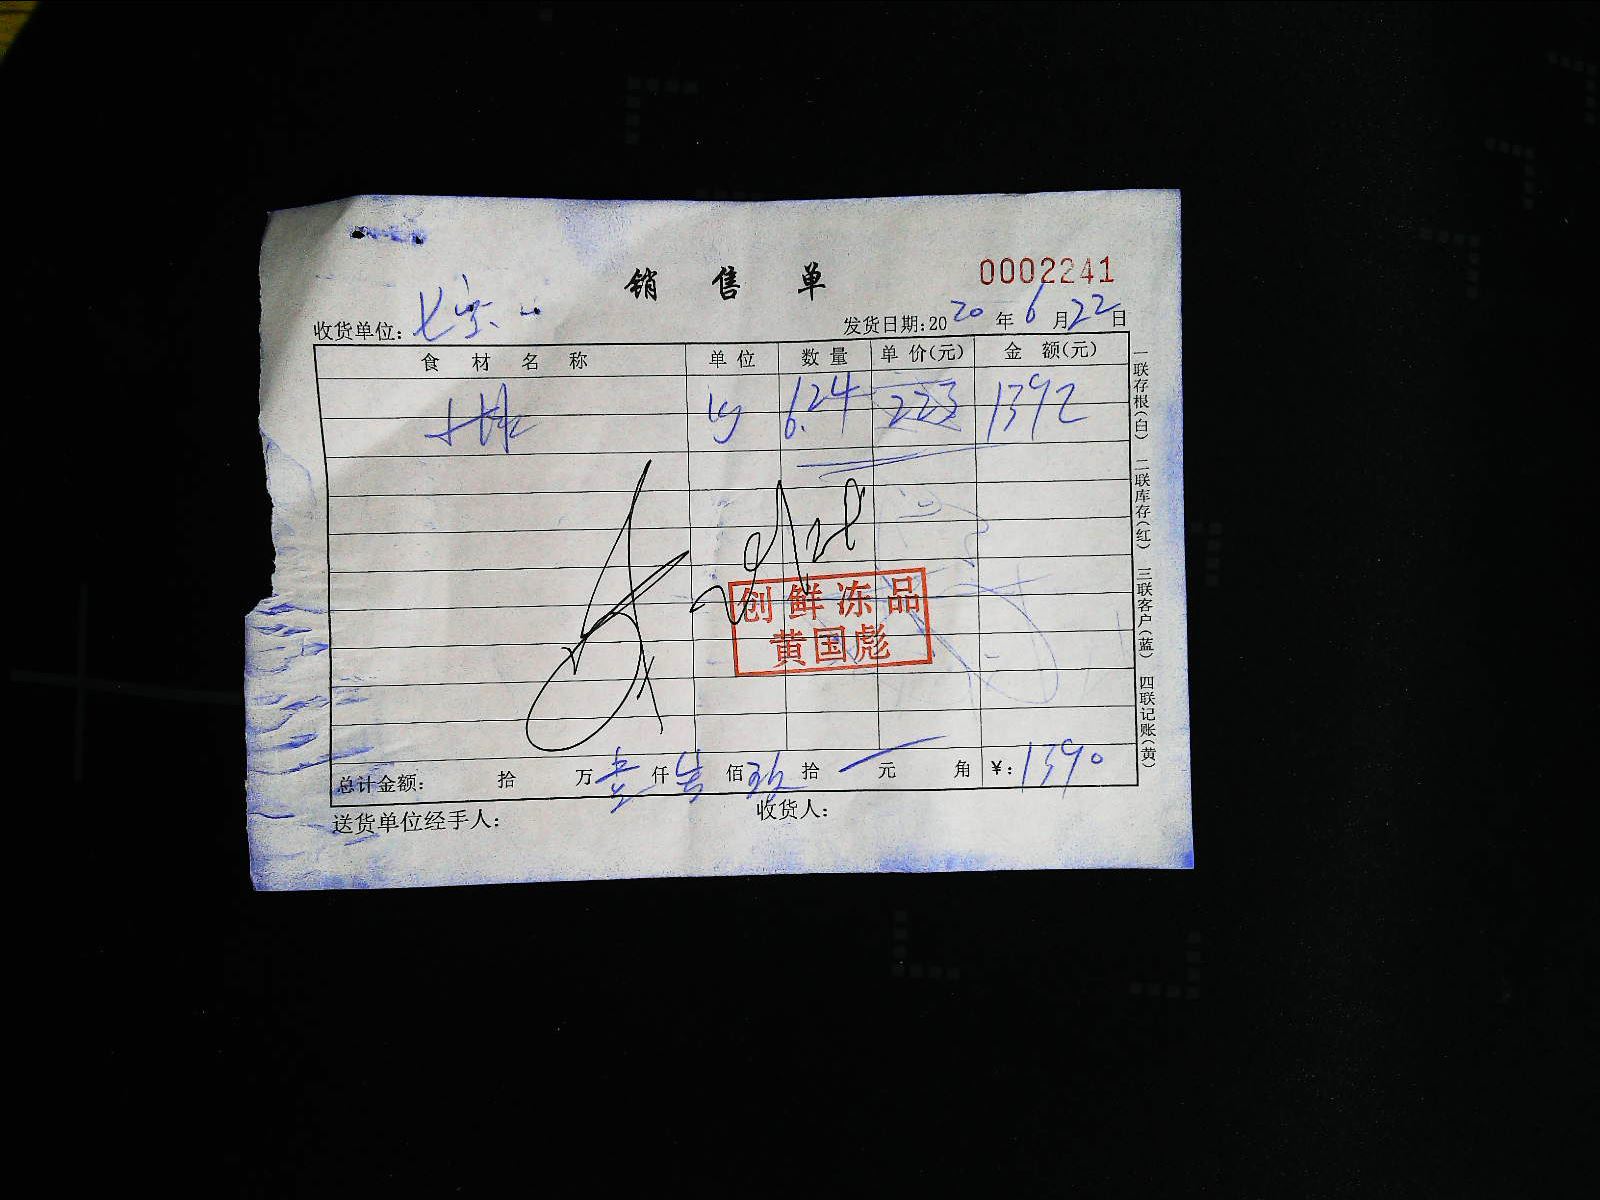 销售单
0002241
收货单位: 七宝
发货日期:2020年6月22日
食材名称 单位 数量 单价(元) 金额(元)
kg 6.24 223 1392
创鲜冻品
黄国彪
总计金额: 拾 万壹仟叁佰玖拾 元 角 ¥:1390
送货单位经手人: 收货人:
一联存根(白) 二联库存(红) 三联客户(蓝) 四联记账(黄)